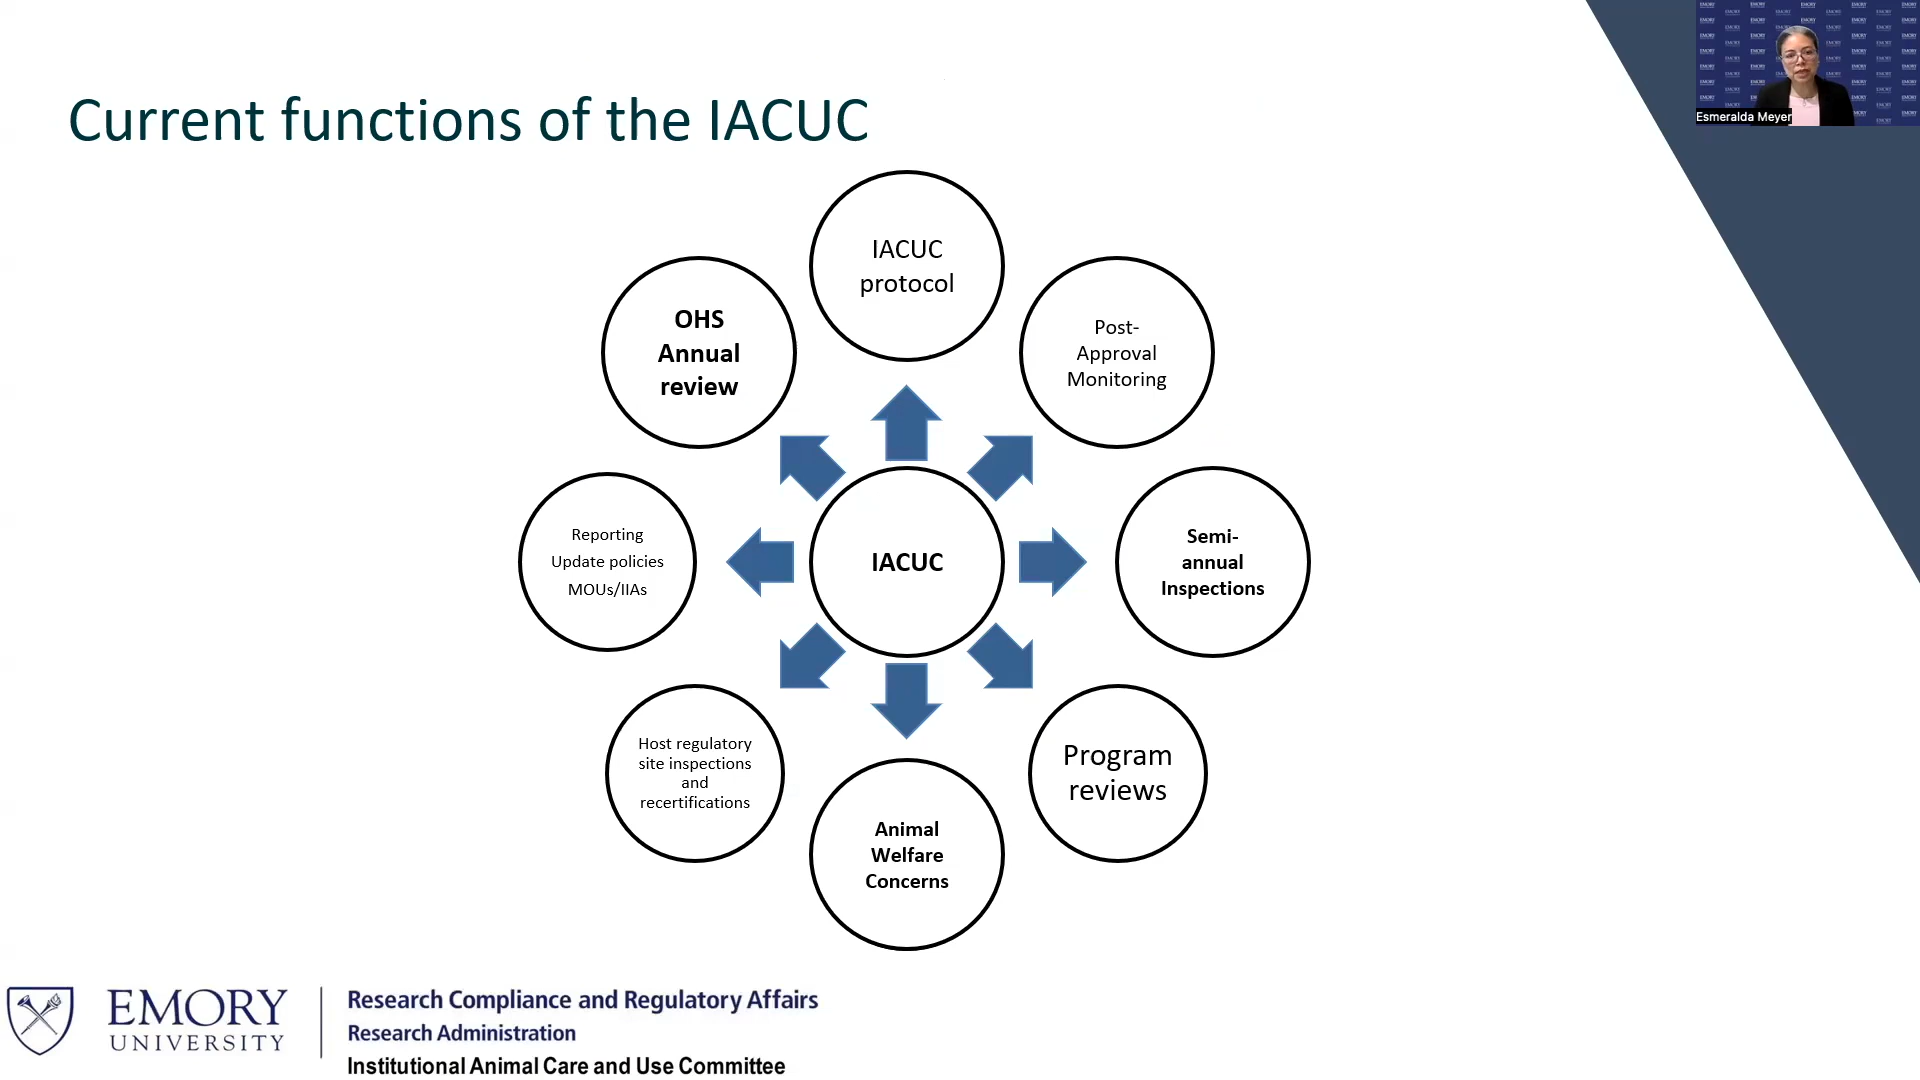 Current functions of the IACUC
Esmeralda Meyer
IACUC
protocol
Post-
Approval
Monitoring
Semi-
annual
Inspections
Program
reviews
Animal
Welfare
Concerns
Host regulatory
site inspections
and
recertifications
Reporting
Update policies
MOUs/IIAs
OHS
Annual
review
IACUC
EMORY
UNIVERSITY
Research Compliance and Regulatory Affairs
Research Administration
Institutional Animal Care and Use Committee